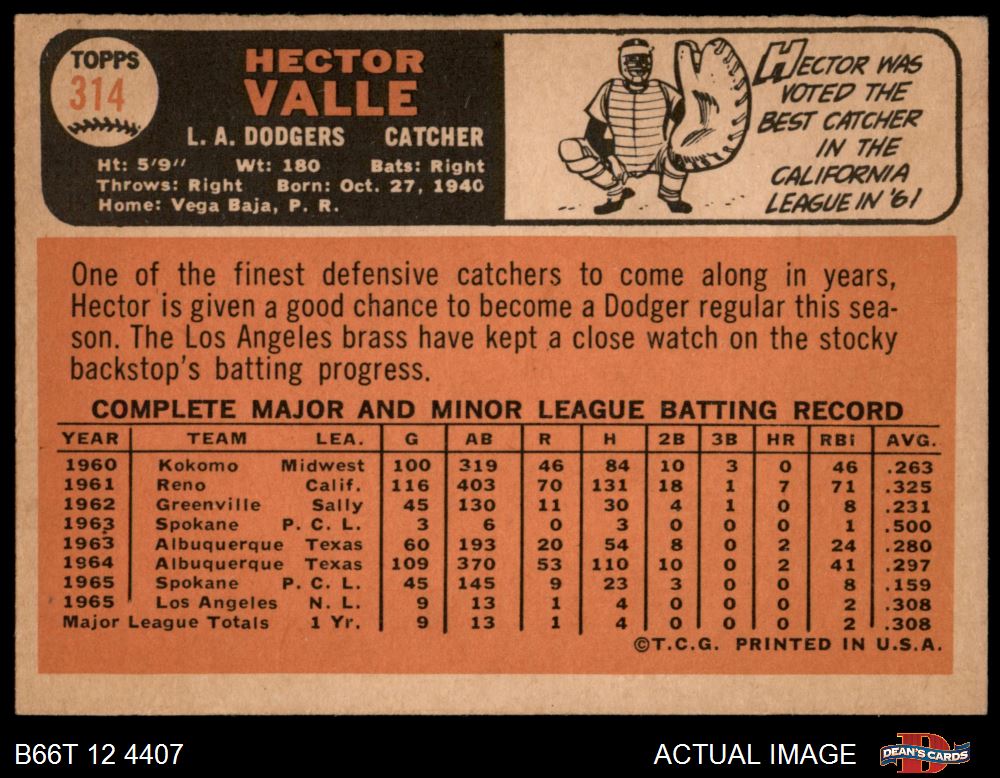 TOPPS
314
HECTOR
VALLE
L. A. DODGERS CATCHER
Ht: 5'9" Wt: 180 Bats: Right
Throws: Right Born: Oct. 27, 1940
Home: Vega Baja, P. R.
HECTOR WAS
VOTED THE
BEST CATCHER
IN THE
CALIFORNIA
LEAGUE IN '61
One of the finest defensive catchers to come along in years,
Hector is given a good chance to become a Dodger regular this sea-
son. The Los Angeles brass have kept a close watch on the stocky
backstop's batting progress.
COMPLETE MAJOR AND MINOR LEAGUE BATTING RECORD
YEAR TEAM LEA. G AB R H 2B 3B HR RBI AVG.
1960 Kokomo Midwest 100 319 46 84 10 3 0 46 .263
1961 Reno Calif. 116 403 70 131 18 1 7 71 .325
1962 Greenville Sally 45 130 11 30 4 1 0 8 .231
1963 Spokane P. C. L. 3 6 0 3 0 0 0 1 .500
1963 Albuquerque Texas 60 193 20 54 8 0 2 24 .280
1964 Albuquerque Texas 109 370 53 110 10 0 2 41 .297
1965 Spokane P. C. L. 45 145 9 23 3 0 0 8 .159
1965 Los Angeles N. L. 9 13 1 4 0 0 0 2 .308
Major League Totals 1 Yr. 9 13 1 4 0 0 0 2 .308
©T.C.G. PRINTED IN U.S.A.
B66T 12 4407
ACTUAL IMAGE
DEAN'S CARDS